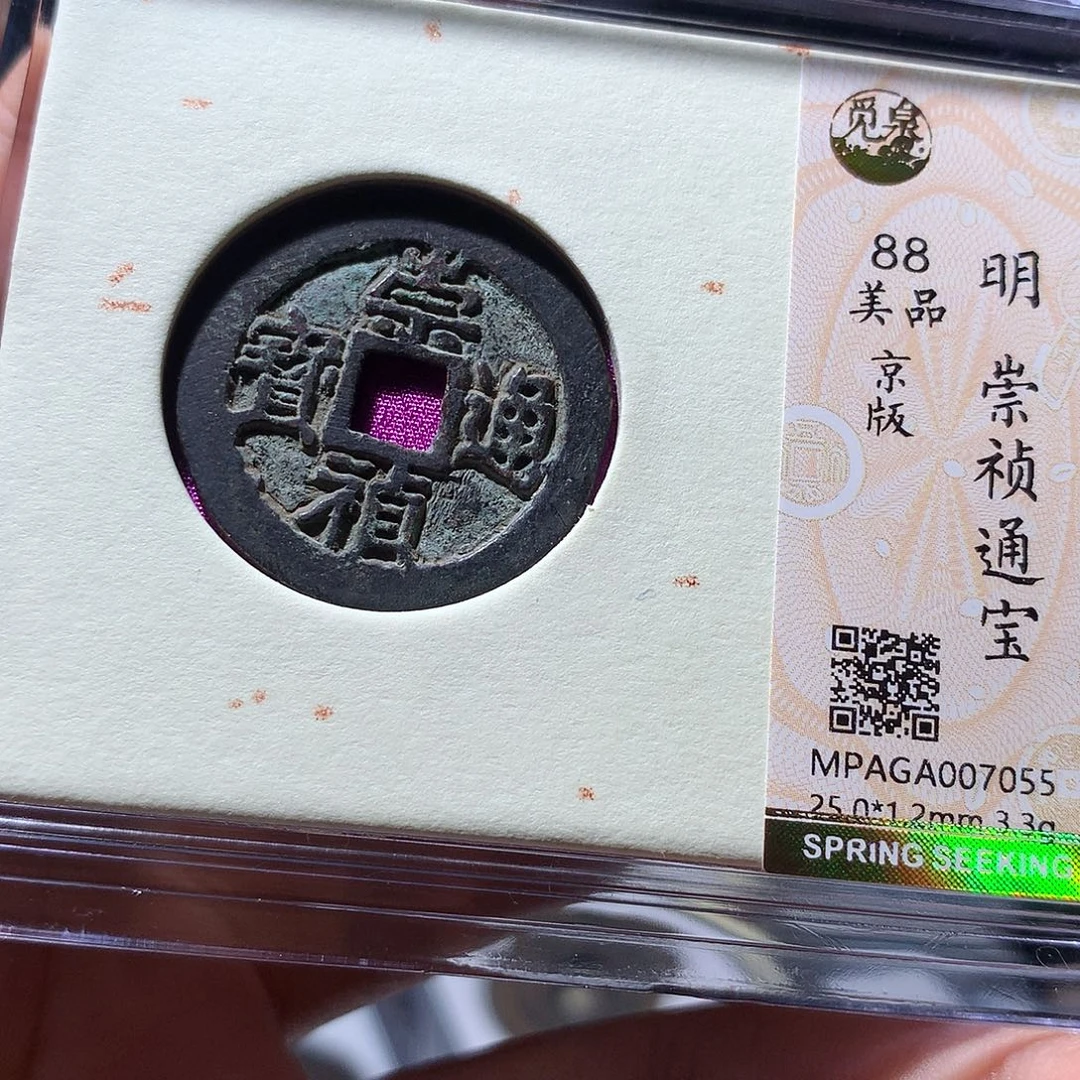 崇
禎
通
寳
觅泉
明 崇祯通宝
88
美品
京版
MPAGA007055
25.0*1.2mm 3.3g
SPRING SEEKING